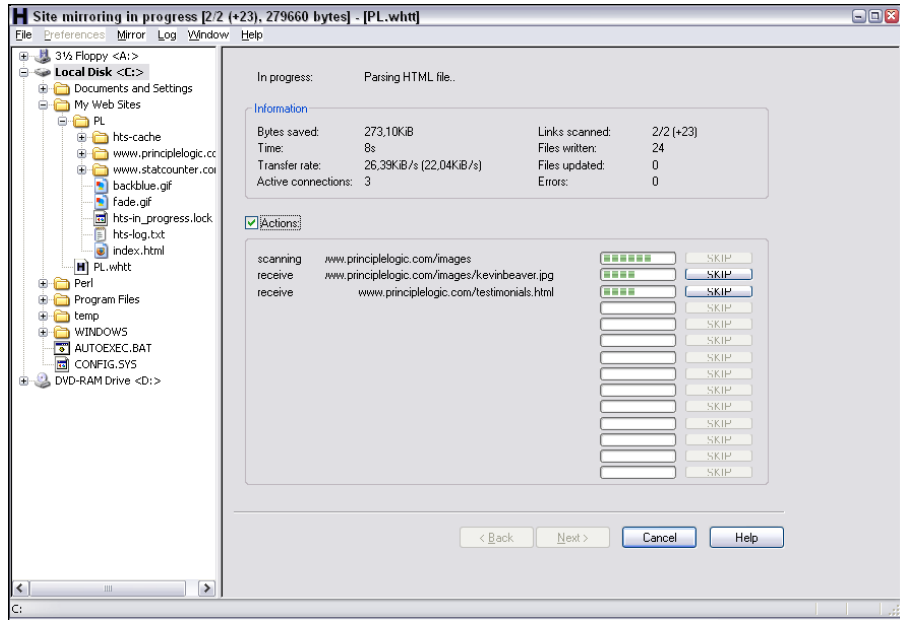 Site mirroring in progress [2/2 (+23), 279660 bytes] - [PL.whtt]
File Preferences Mirror Log Window Help
3½ Floppy <A:>
Local Disk <C:>
Documents and Settings
My Web Sites
PL
hts-cache
www.principlelogic.cc
www.statcounter.coi
backblue.gif
fade.gif
hts-in_progress.lock
hts-log.txt
index.html
PL.whtt
Perl
Program Files
temp
WINDOWS
AUTOEXEC.BAT
CONFIG.SYS
DVD-RAM Drive <D:>
C:
In progress: Parsing HTML file..
Information
Bytes saved: 273,10KiB Links scanned: 2/2 (+23)
Time: 8s Files written: 24
Transfer rate: 26,39KiB/s (22,04KiB/s) Files updated: 0
Active connections: 3 Errors: 0
Actions:
scanning www.principlelogic.com/images SKIP
receive www.principlelogic.com/images/kevinbeaver.jpg SKIP
receive www.principlelogic.com/testimonials.html SKIP
SKIP
SKIP
SKIP
SKIP
SKIP
SKIP
SKIP
SKIP
SKIP
SKIP
SKIP
< Back Next > Cancel Help